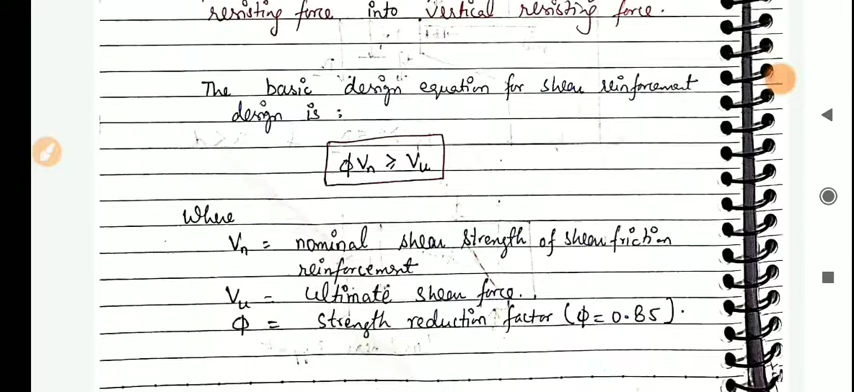 resisting force into vertical resisting force.
The basic design equation for shear reinforcement
design is :
ϕVn ≥ Vu
Where
Vn = nominal shear strength of shear friction
reinforcement
Vu = Ultimate shear force.
ϕ = Strength reduction factor (ϕ = 0.85).